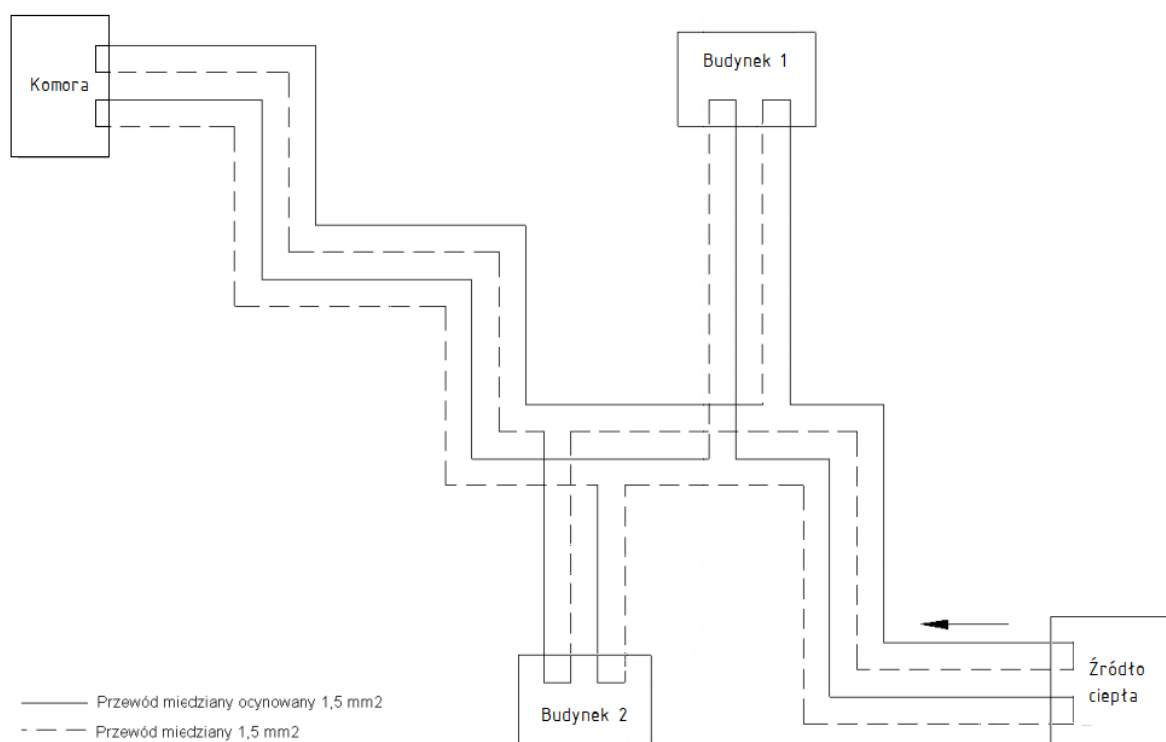 Komora
Budynek 1
Źródło
ciepła
Budynek 2
Przewód miedziany ocynowany 1,5 mm2
Przewód miedziany 1,5 mm2